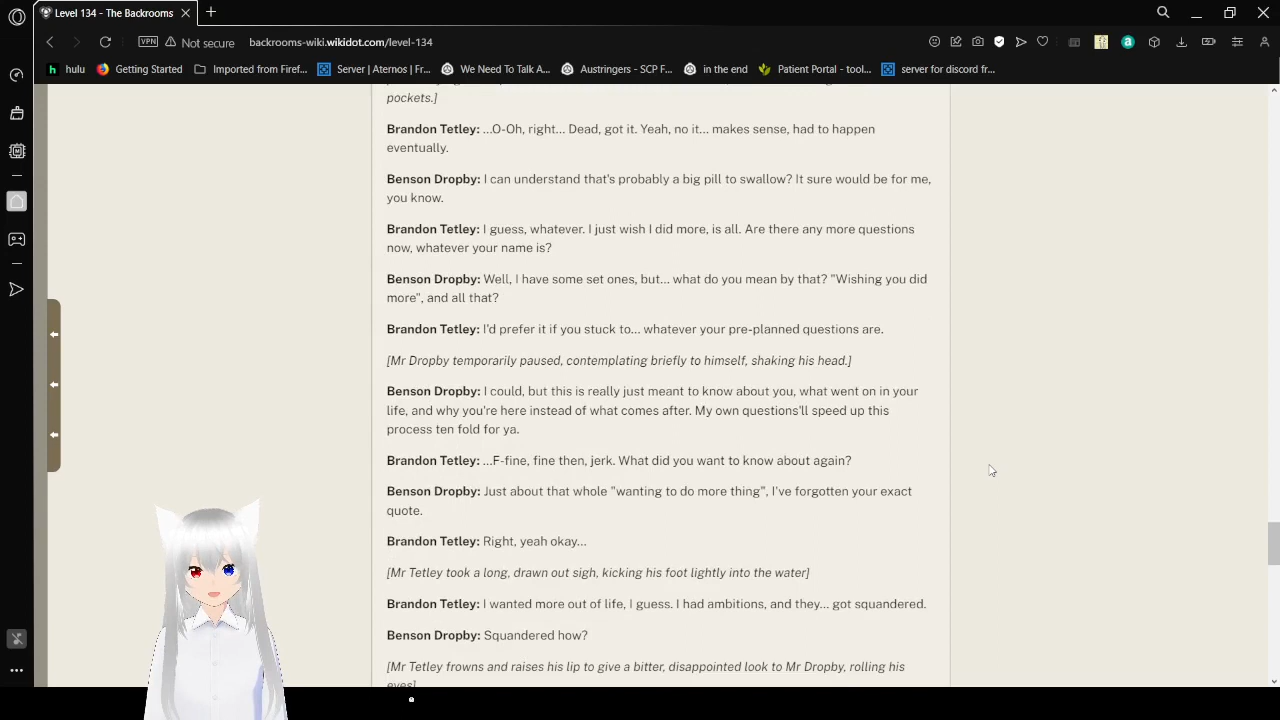 Level 134 - The Backrooms
VPN
Not secure
backrooms-wiki.wikidot.com/level-134
hulu
Getting Started
Imported from Firef...
Server | Aternos | Fr...
We Need To Talk A...
Austringers - SCP F...
in the end
Patient Portal - tool...
server for discord fr...
pockets.]
Brandon Tetley: ...O-Oh, right... Dead, got it. Yeah, no it... makes sense, had to happen
eventually.
Benson Dropby: I can understand that's probably a big pill to swallow? It sure would be for me,
you know.
Brandon Tetley: I guess, whatever. I just wish I did more, is all. Are there any more questions
now, whatever your name is?
Benson Dropby: Well, I have some set ones, but... what do you mean by that? "Wishing you did
more", and all that?
Brandon Tetley: I'd prefer it if you stuck to... whatever your pre-planned questions are.
[Mr Dropby temporarily paused, contemplating briefly to himself, shaking his head.]
Benson Dropby: I could, but this is really just meant to know about you, what went on in your
life, and why you're here instead of what comes after. My own questions'll speed up this
process ten fold for ya.
Brandon Tetley: ...F-fine, fine then, jerk. What did you want to know about again?
Benson Dropby: Just about that whole "wanting to do more thing", I've forgotten your exact
quote.
Brandon Tetley: Right, yeah okay...
[Mr Tetley took a long, drawn out sigh, kicking his foot lightly into the water]
Brandon Tetley: I wanted more out of life, I guess. I had ambitions, and they... got squandered.
Benson Dropby: Squandered how?
[Mr Tetley frowns and raises his lip to give a bitter, disappointed look to Mr Dropby, rolling his
eyes]